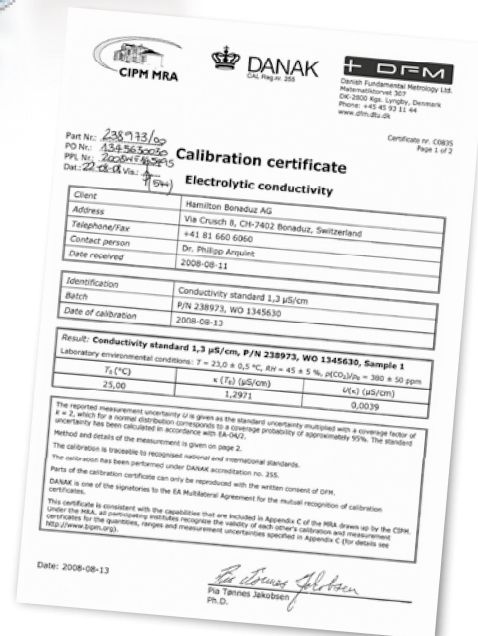 CIPM MRA
DANAK
CAL Reg.nr. 255
DFM
Danish Fundamental Metrology Ltd.
Matematiktorvet 307
DK-2800 Kgs. Lyngby, Denmark
Phone: +45 45 93 11 44
www.dfm.dtu.dk
Certificate nr. C0835
Page 1 of 2
Part Nr.: 238973/00
PO Nr.:
PPL Nr.:
Dat.: 22-08-08 Vis.:
Calibration certificate
Electrolytic conductivity
Client Hamilton Bonaduz AG
Address Via Crusch 8, CH-7402 Bonaduz, Switzerland
Telephone/Fax +41 81 660 6060
Contact person Dr. Philipp Arquint
Date received 2008-08-11
Identification Conductivity standard 1,3 µS/cm
Batch P/N 238973, WO 1345630
Date of calibration 2008-08-13
Result: Conductivity standard 1,3 µS/cm, P/N 238973, WO 1345630, Sample 1
Laboratory environmental conditions: T = 23,0 ± 0,5 °C, RH = 45 ± 5 %, p(CO₂)/p₀ = 380 ± 50 ppm
T₀ (°C) κ (T₀) (µS/cm) U(κ) (µS/cm)
25,00 1,2971 0,0039
The reported measurement uncertainty U is given as the standard uncertainty multiplied with a coverage factor of
k = 2, which for a normal distribution corresponds to a coverage probability of approximately 95%. The standard
uncertainty has been calculated in accordance with EA-04/2.
Method and details of the measurement is given on page 2.
The calibration is traceable to recognised national and international standards.
The calibration has been performed under DANAK accreditation no. 255.
Parts of the calibration certificate can only be reproduced with the written consent of DFM.
DANAK is one of the signatories to the EA Multilateral Agreement for the mutual recognition of calibration
certificates.
This certificate is consistent with the capabilities that are included in Appendix C of the MRA drawn up by the CIPM.
Under the MRA, all participating institutes recognize the validity of each other's calibration and measurement
certificates for the quantities, ranges and measurement uncertainties specified in Appendix C (for details see
http://www.bipm.org).
Date: 2008-08-13
Pia Tønnes Jakobsen
Pia Tønnes Jakobsen
Ph.D.